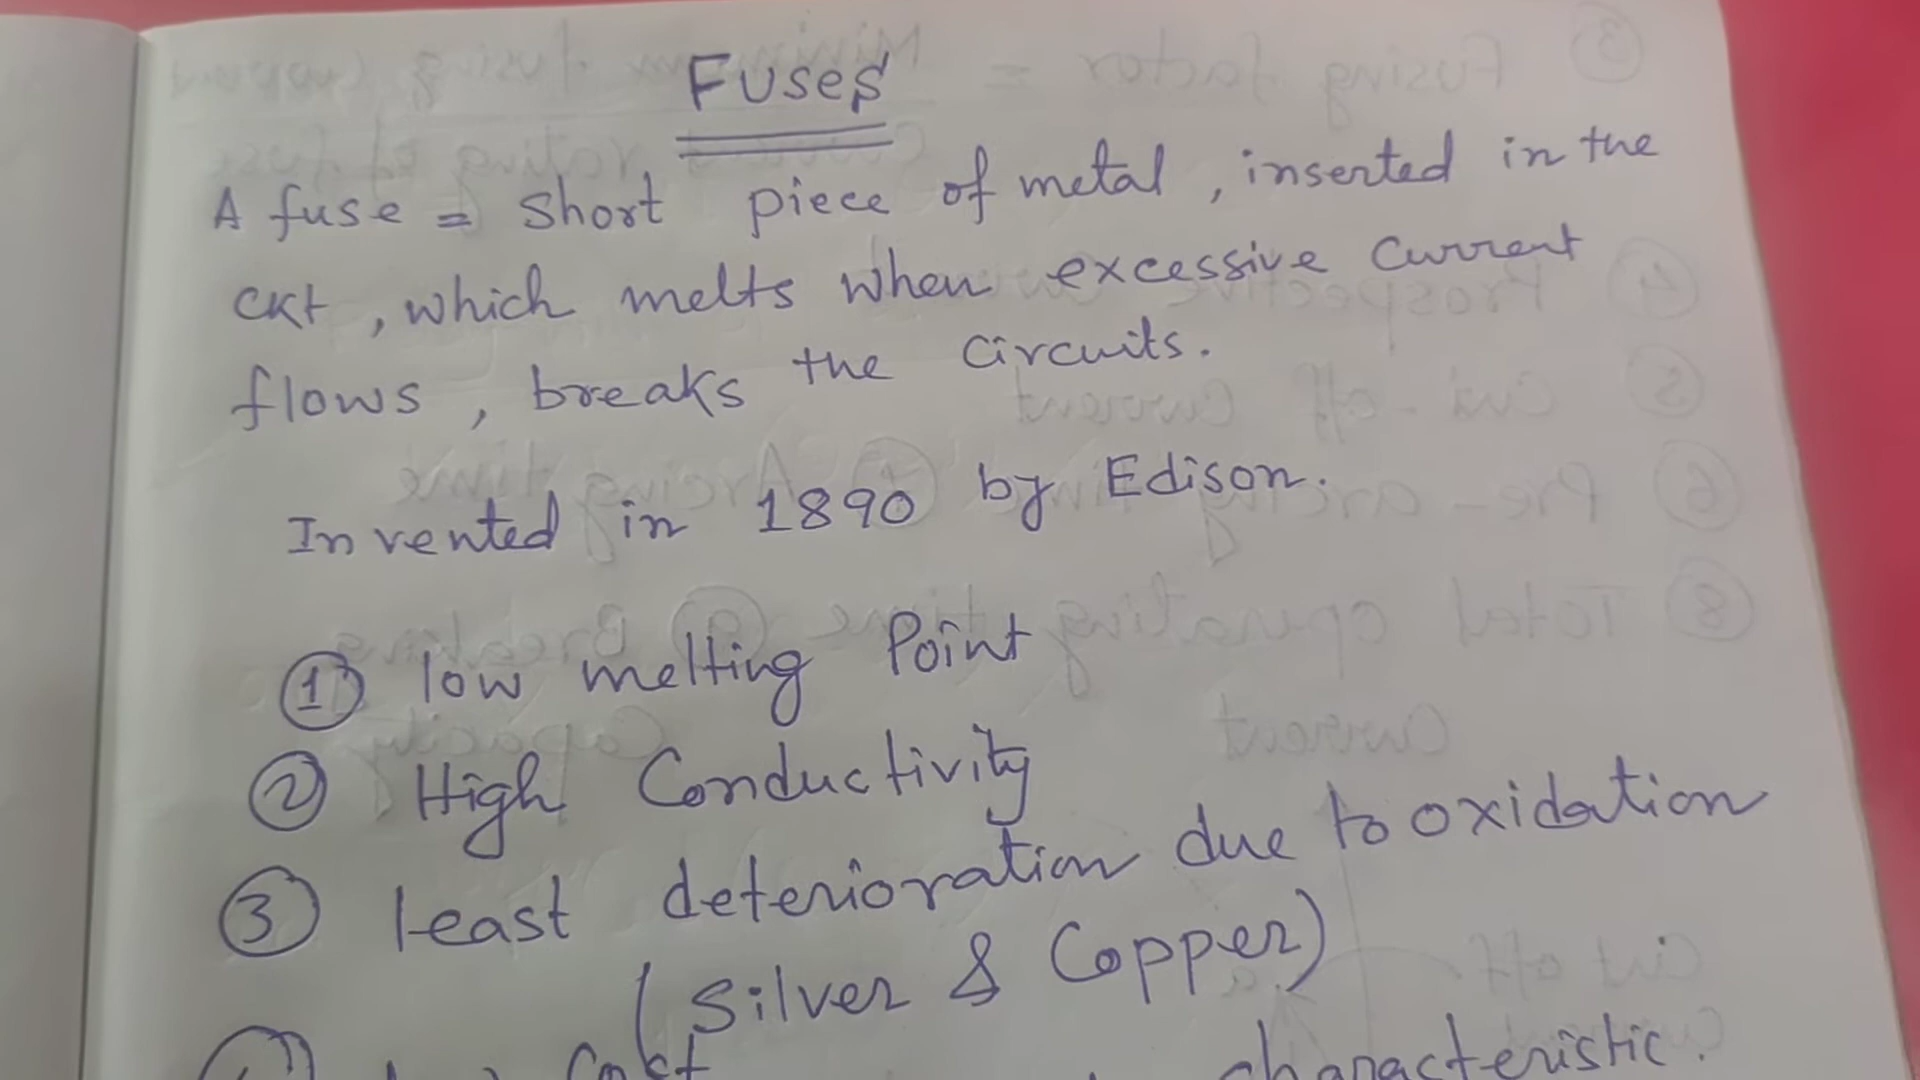 Fuses
A fuse = Short piece of metal, inserted in the
CKt, which melts when excessive Current
flows, breaks the Circuits.
Invented in 1890 by Edison.
① low melting Point
② High Conductivity
③ Least deterioration due to oxidation
(Silver & Copper)
Cost characteristic.